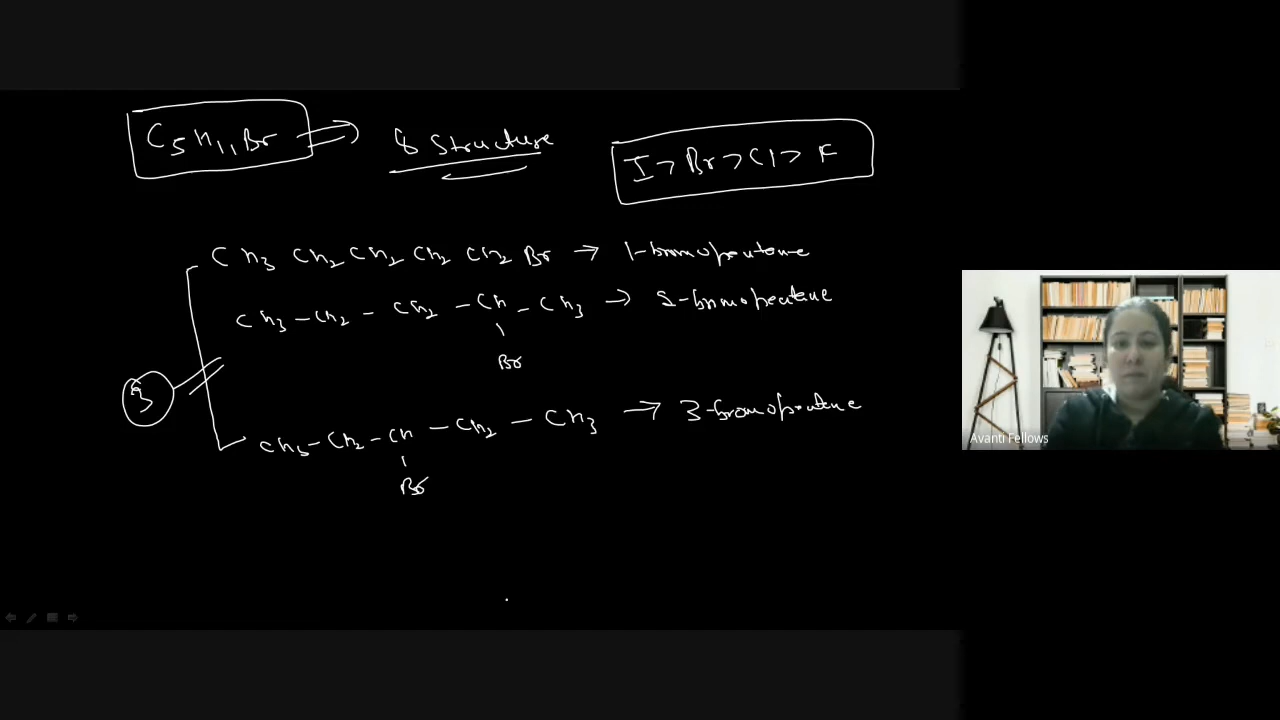 C5H11Br ⇒ 8 structure
I > Br > Cl > F
CH3 CH2 CH2 CH2 CH2 Br → 1-bromopentane
CH3 – CH2 – CH2 – CH – CH3 → 2-bromopentane
Br
3
CH3 – CH2 – CH – CH2 – CH3 → 3-bromopentane
Br
Avanti Fellows